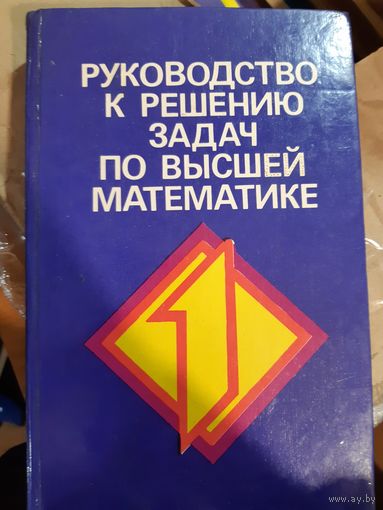 РУКОВОДСТВО
К РЕШЕНИЮ
ЗАДАЧ
ПО ВЫСШЕЙ
МАТЕМАТИКЕ
1
www.ay.by